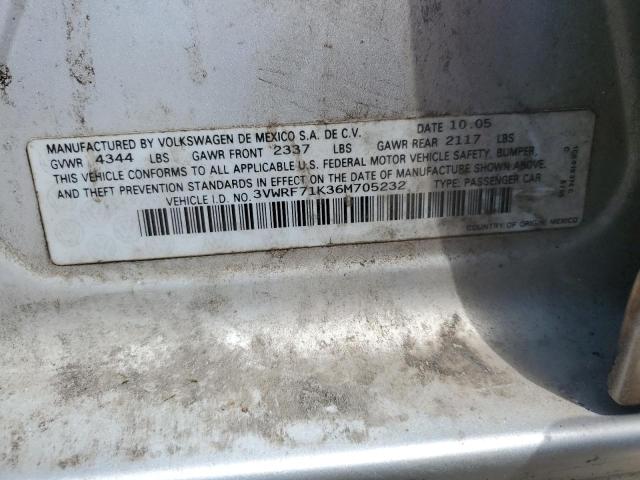 MANUFACTURED BY VOLKSWAGEN DE MEXICO S.A. DE C.V. DATE 10.05
GVWR 4344 LBS GAWR FRONT 2337 LBS GAWR REAR 2117 LBS
THIS VEHICLE CONFORMS TO ALL APPLICABLE U.S. FEDERAL MOTOR VEHICLE SAFETY, BUMPER,
AND THEFT PREVENTION STANDARDS IN EFFECT ON THE DATE OF MANUFACTURE SHOWN ABOVE.
VEHICLE I.D. NO. 3VWRF71K36M705232 TYPE: PASSENGER CAR
COUNTRY OF ORIGIN: MEXICO